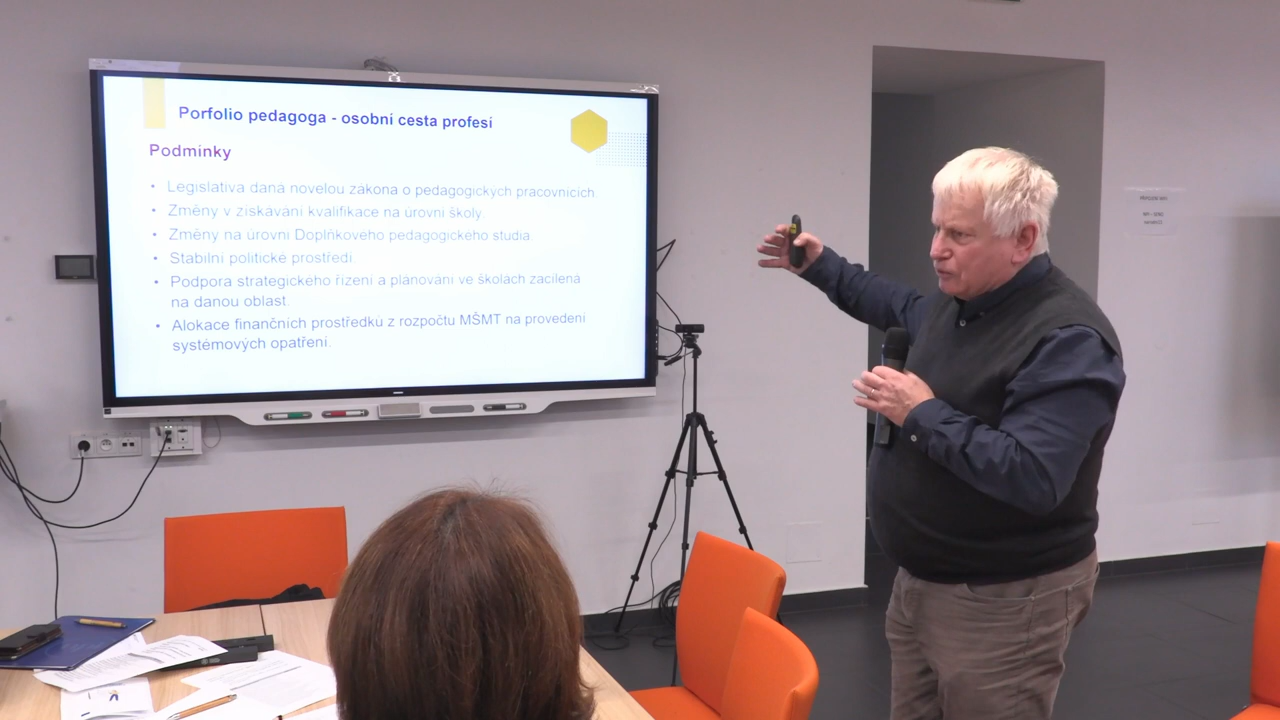 Porfolio pedagoga - osobní cesta profesí
Podmínky
• Legislativa daná novelou zákona o pedagogických pracovnících.
• Změny v získávání kvalifikace na úrovni školy.
• Změny na úrovni Doplňkového pedagogického studia.
• Stabilní politické prostředí.
• Podpora strategického řízení a plánování ve školách zacílená
na danou oblast.
• Alokace finančních prostředků z rozpočtu MŠMT na provedení
systémových opatření.